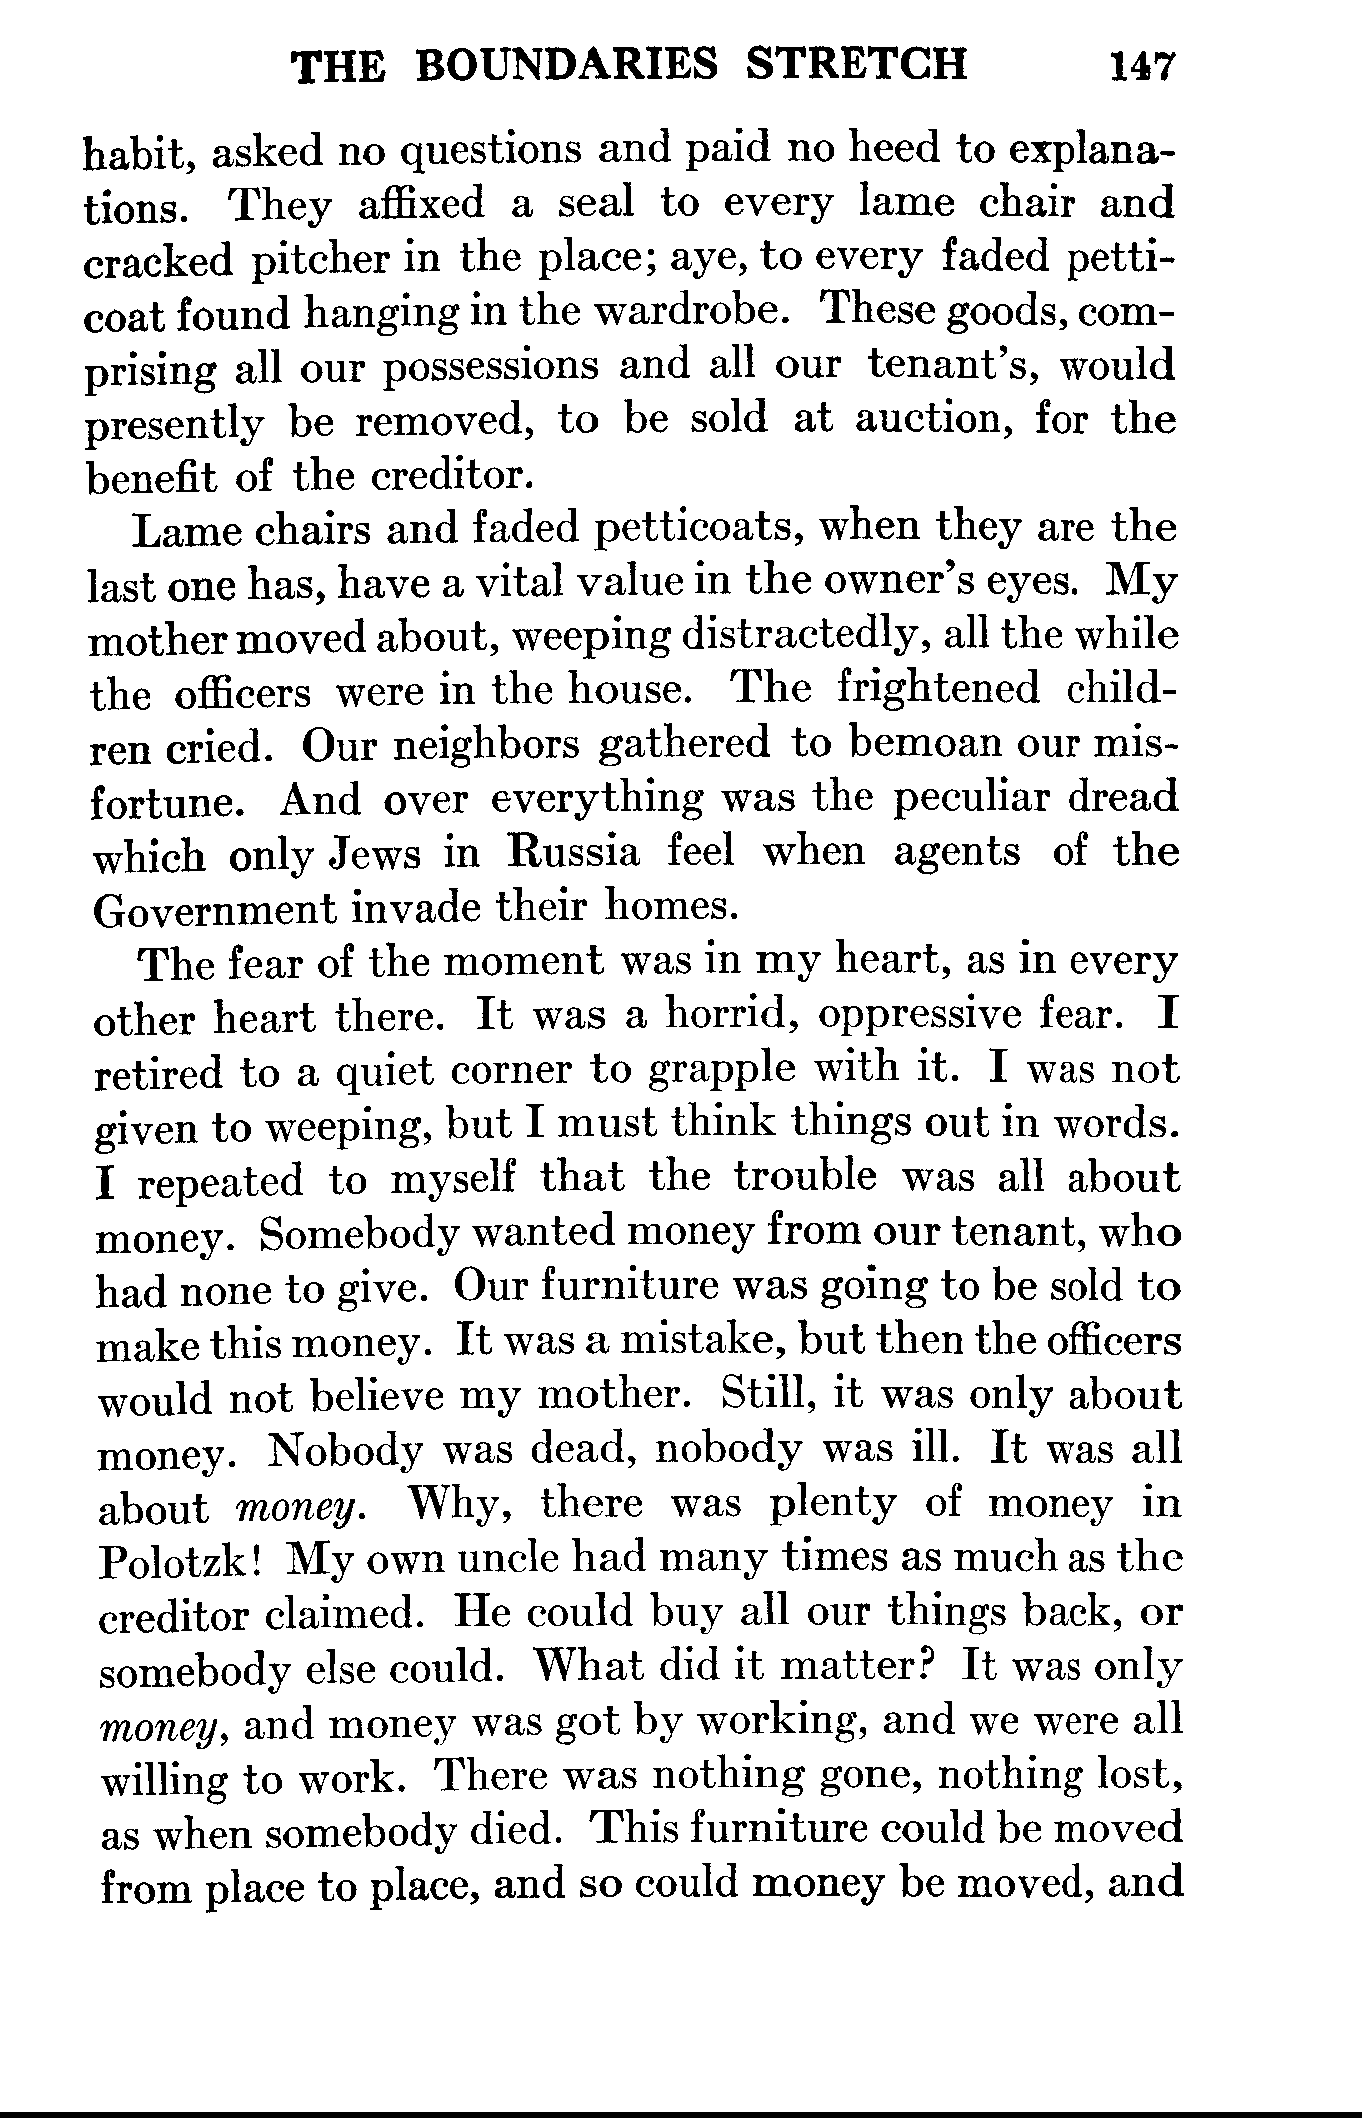 THE BOUNDARIES STRETCH 147
habit, asked no questions and paid no heed to explana-
tions. They affixed a seal to every lame chair and
cracked pitcher in the place; aye, to every faded petti-
coat found hanging in the wardrobe. These goods, com-
prising all our possessions and all our tenant's, would
presently be removed, to be sold at auction, for the
benefit of the creditor.
Lame chairs and faded petticoats, when they are the
last one has, have a vital value in the owner's eyes. My
mother moved about, weeping distractedly, all the while
the officers were in the house. The frightened child-
ren cried. Our neighbors gathered to bemoan our mis-
fortune. And over everything was the peculiar dread
which only Jews in Russia feel when agents of the
Government invade their homes.
The fear of the moment was in my heart, as in every
other heart there. It was a horrid, oppressive fear. I
retired to a quiet corner to grapple with it. I was not
given to weeping, but I must think things out in words.
I repeated to myself that the trouble was all about
money. Somebody wanted money from our tenant, who
had none to give. Our furniture was going to be sold to
make this money. It was a mistake, but then the officers
would not believe my mother. Still, it was only about
money. Nobody was dead, nobody was ill. It was all
about money. Why, there was plenty of money in
Polotzk! My own uncle had many times as much as the
creditor claimed. He could buy all our things back, or
somebody else could. What did it matter? It was only
money, and money was got by working, and we were all
willing to work. There was nothing gone, nothing lost,
as when somebody died. This furniture could be moved
from place to place, and so could money be moved, and